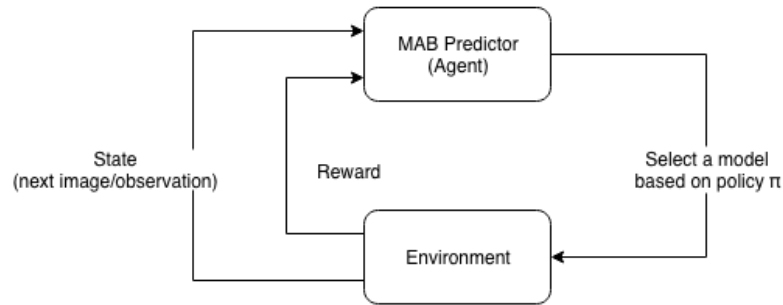 MAB Predictor
(Agent)
State
(next image/observation)
Reward
Select a model
based on policy π
Environment